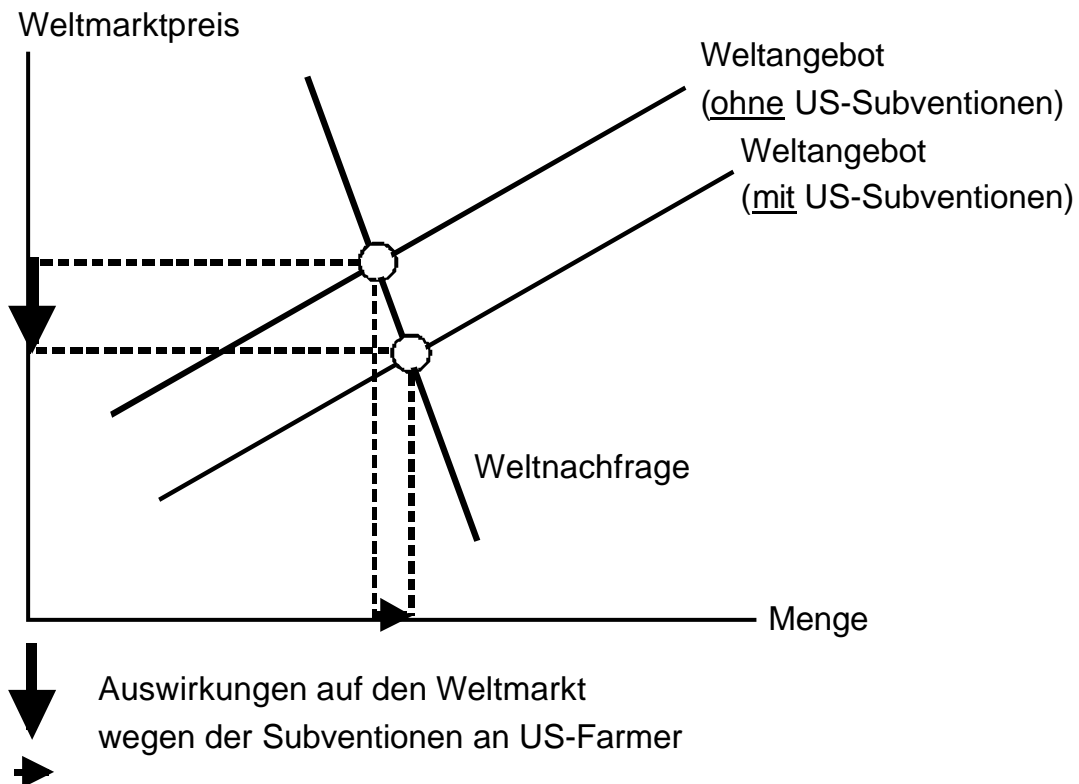 Weltmarktpreis
Weltangebot
(ohne US-Subventionen)
Weltangebot
(mit US-Subventionen)
Weltnachfrage
Menge
Auswirkungen auf den Weltmarkt
wegen der Subventionen an US-Farmer